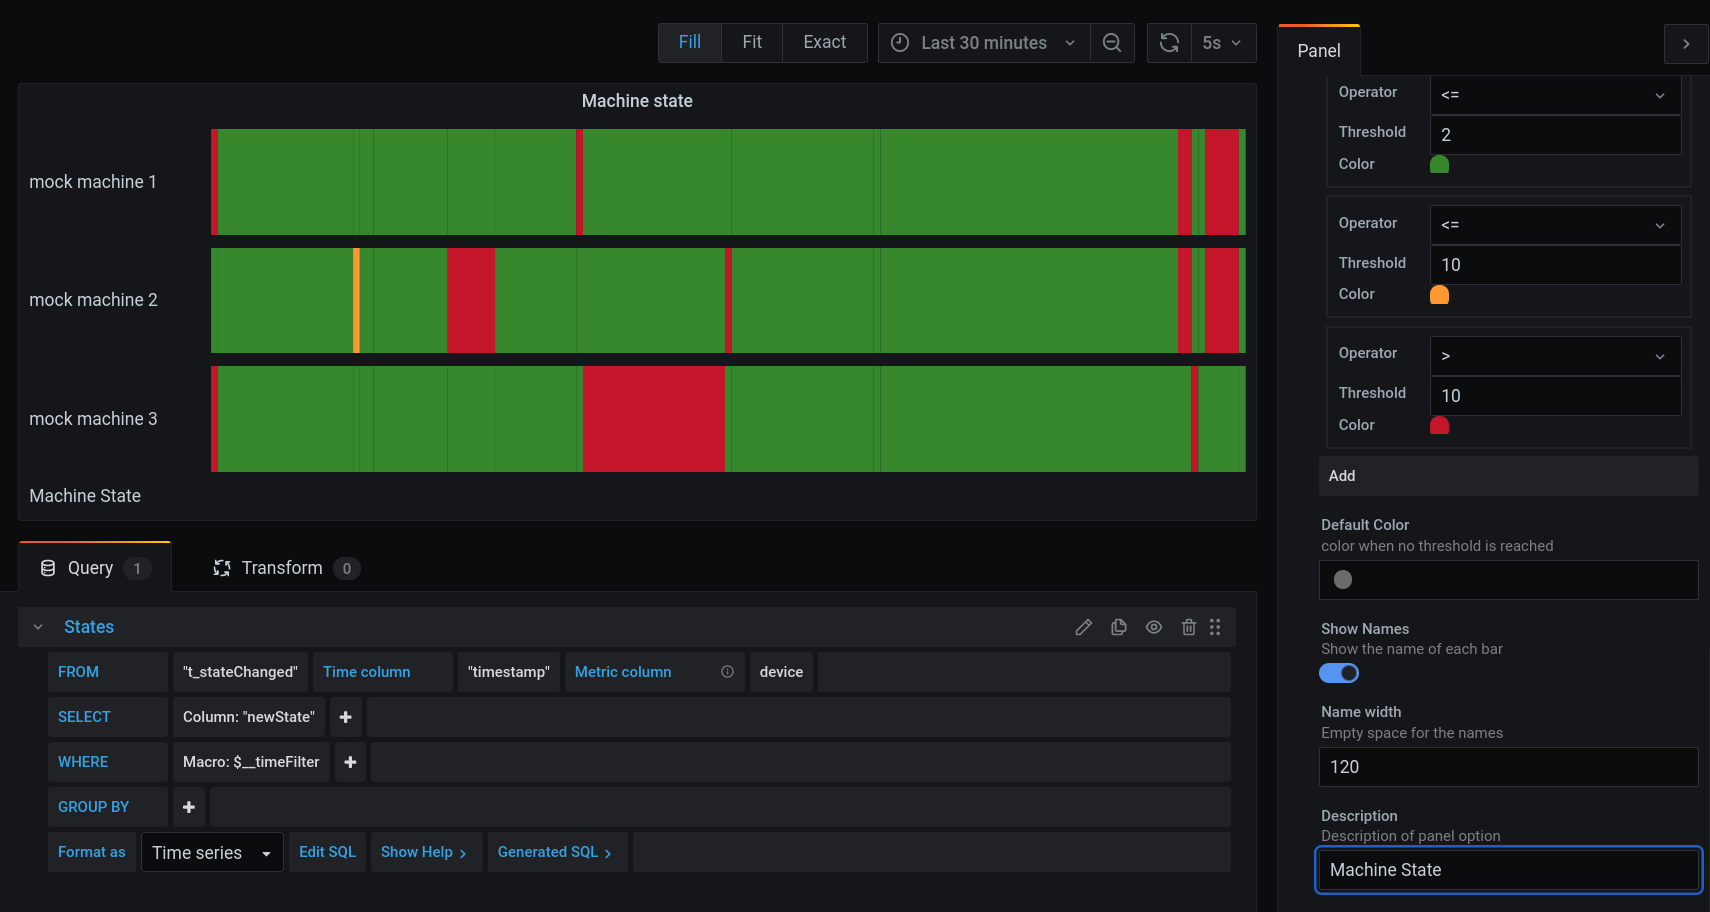 Fill Fit Exact Last 30 minutes 5s
Machine state
mock machine 1
mock machine 2
mock machine 3
Machine State
Query 1 Transform 0
States
FROM "t_stateChanged" Time column "timestamp" Metric column device
SELECT Column: "newState" +
WHERE Macro: $__timeFilter +
GROUP BY +
Format as Time series Edit SQL Show Help > Generated SQL >
Panel
Operator <=
Threshold 2
Color
Operator <=
Threshold 10
Color
Operator >
Threshold 10
Color
Add
Default Color
color when no threshold is reached
Show Names
Show the name of each bar
Name width
Empty space for the names
120
Description
Description of panel option
Machine State